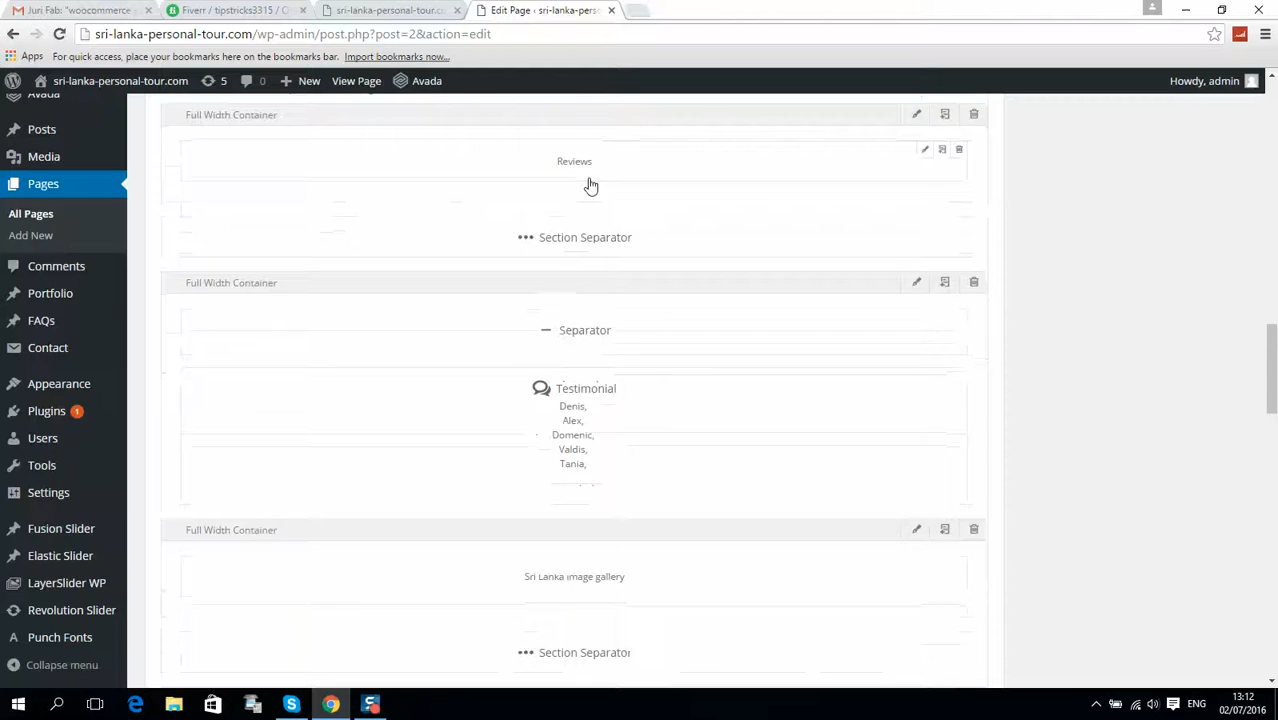 Juri Fab: "woocommerce
Fiverr / tipstricks3315 / C
sri-lanka-personal-tour.com
Edit Page ‹ sri-lanka-perso
sri-lanka-personal-tour.com/wp-admin/post.php?post=2&action=edit
Apps For quick access, place your bookmarks here on the bookmarks bar. Import bookmarks now...
sri-lanka-personal-tour.com 5 0 New View Page Avada Howdy, admin
Avada
Posts
Media
Pages
All Pages
Add New
Comments
Portfolio
FAQs
Contact
Appearance
Plugins 1
Users
Tools
Settings
Fusion Slider
Elastic Slider
LayerSlider WP
Revolution Slider
Punch Fonts
Collapse menu
Full Width Container
Reviews
Section Separator
Full Width Container
Separator
Testimonial
Denis,
Alex,
Domenic,
Valdis,
Tania,
Full Width Container
Sri Lanka image gallery
Section Separator
ENG
13:12
02/07/2016